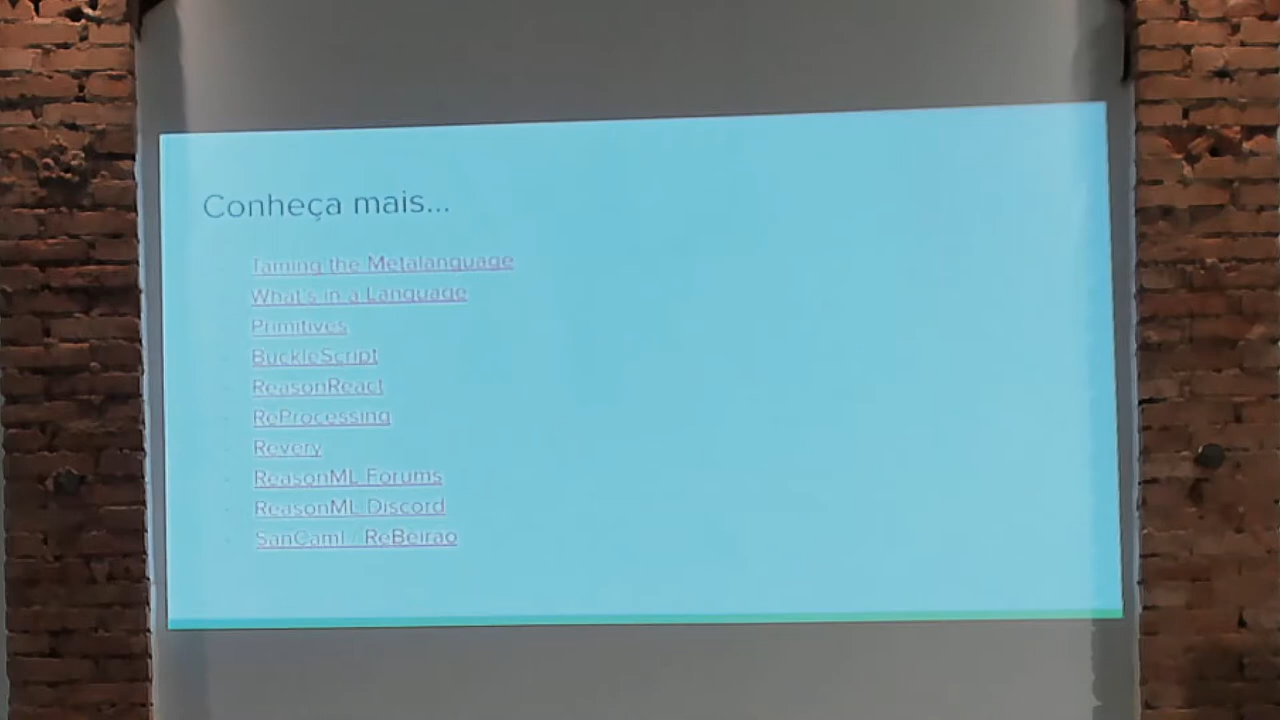 Conheça mais...
Taming the Metalanguage
What's in a Language
Primitives
BuckleScript
ReasonReact
ReProcessing
Revery
ReasonML Forums
ReasonML Discord
SanCaml / ReBeirao